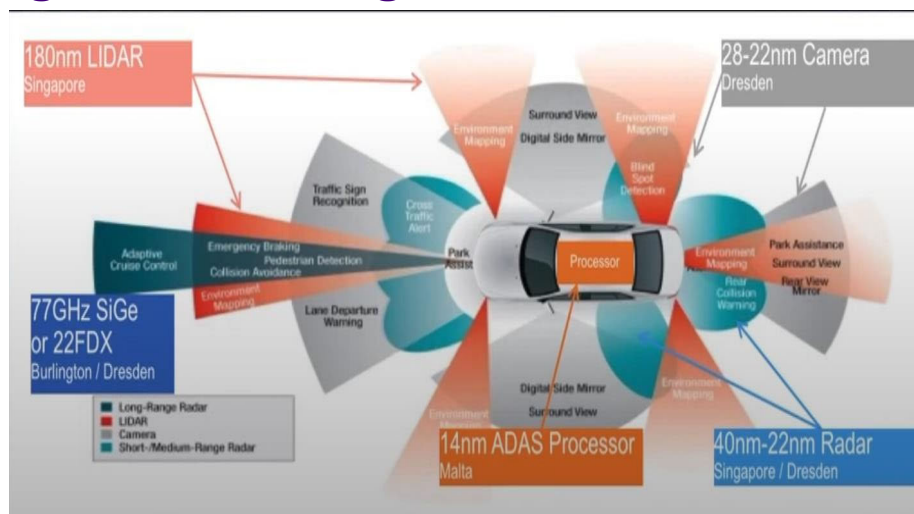 180nm LIDAR
Singapore
28-22nm Camera
Dresden
Environment
Mapping
Surround View
Digital Side Mirror
Environment
Mapping
Blind
Spot
Detection
Traffic Sign
Recognition
Cross
Traffic
Alert
Adaptive
Cruise Control
Emergency Braking
Pedestrian Detection
Collision Avoidance
Environment
Mapping
Park
Assist
Processor
Environment
Mapping
Park Assistance
Surround View
Rear View
Mirror
Rear
Collision
Warning
Lane Departure
Warning
77GHz SiGe
or 22FDX
Burlington / Dresden
Digital Side Mirror
Surround View
Environment
Environment
Mapping
Long-Range Radar
LIDAR
Camera
Short-/Medium-Range Radar
14nm ADAS Processor
Malta
40nm-22nm Radar
Singapore / Dresden